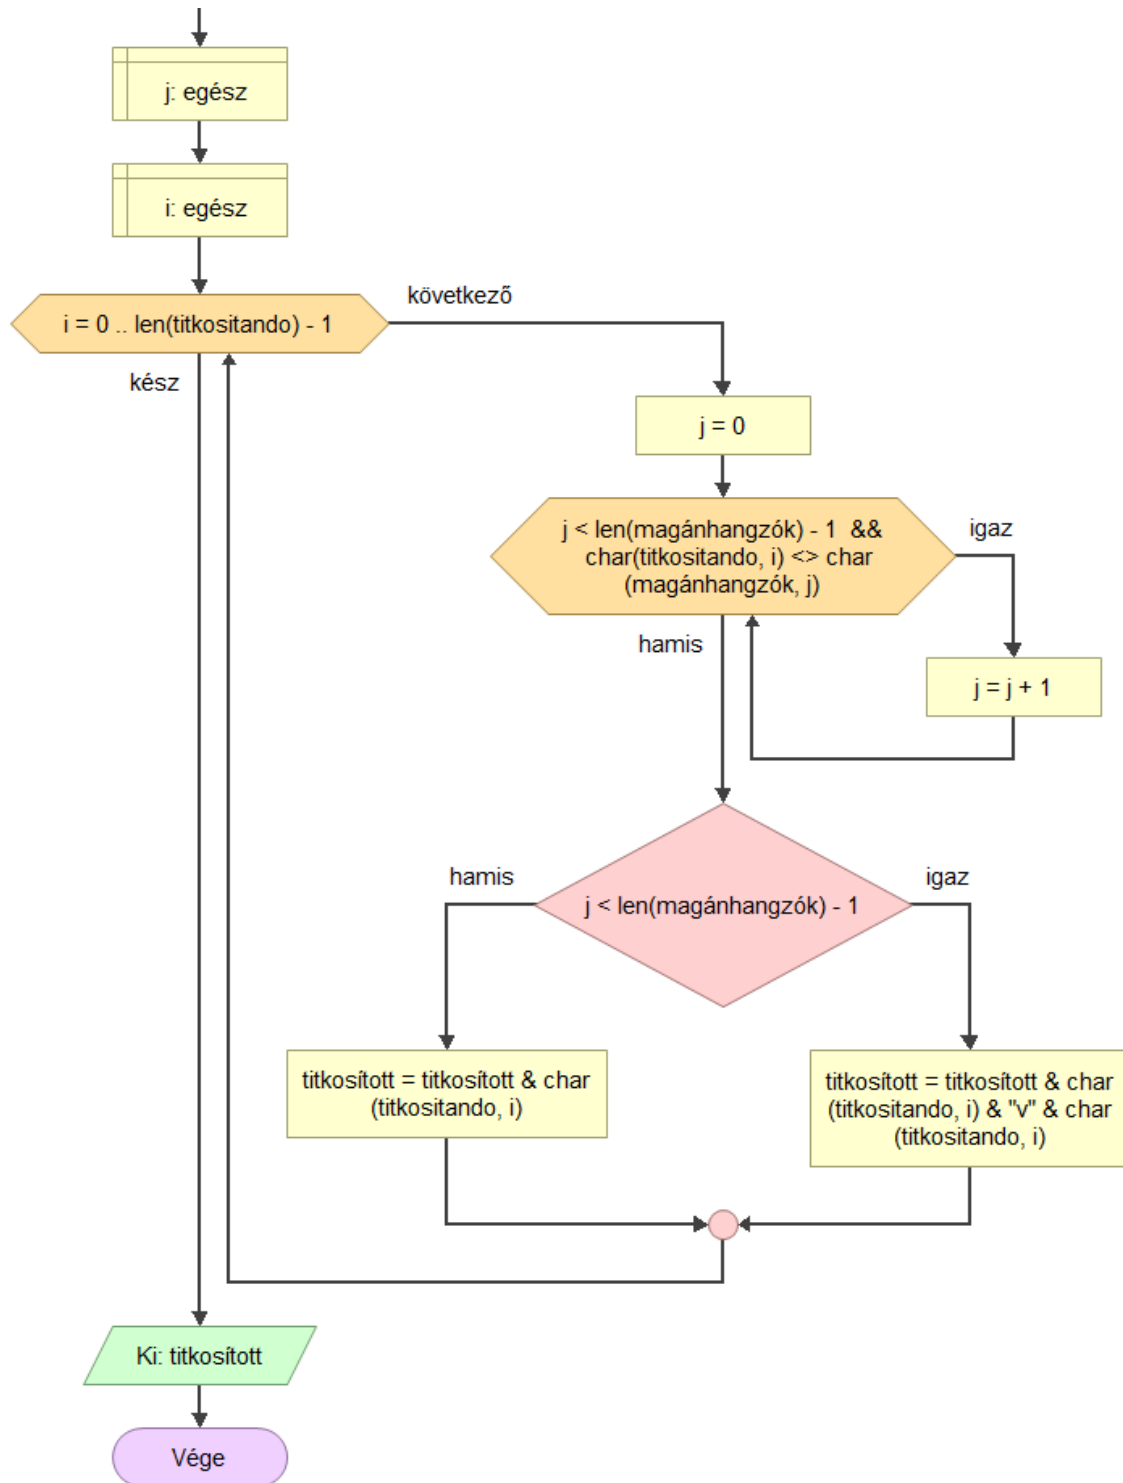 j: egész
i: egész
i = 0 .. len(titkositando) - 1
következő
kész
j = 0
j < len(magánhangzók) - 1  &&
char(titkositando, i) <> char
(magánhangzók, j)
igaz
hamis
j = j + 1
hamis
igaz
j < len(magánhangzók) - 1
titkosított = titkosított & char
(titkositando, i)
titkosított = titkosított & char
(titkositando, i) & "v" & char
(titkositando, i)
Ki: titkosított
Vége